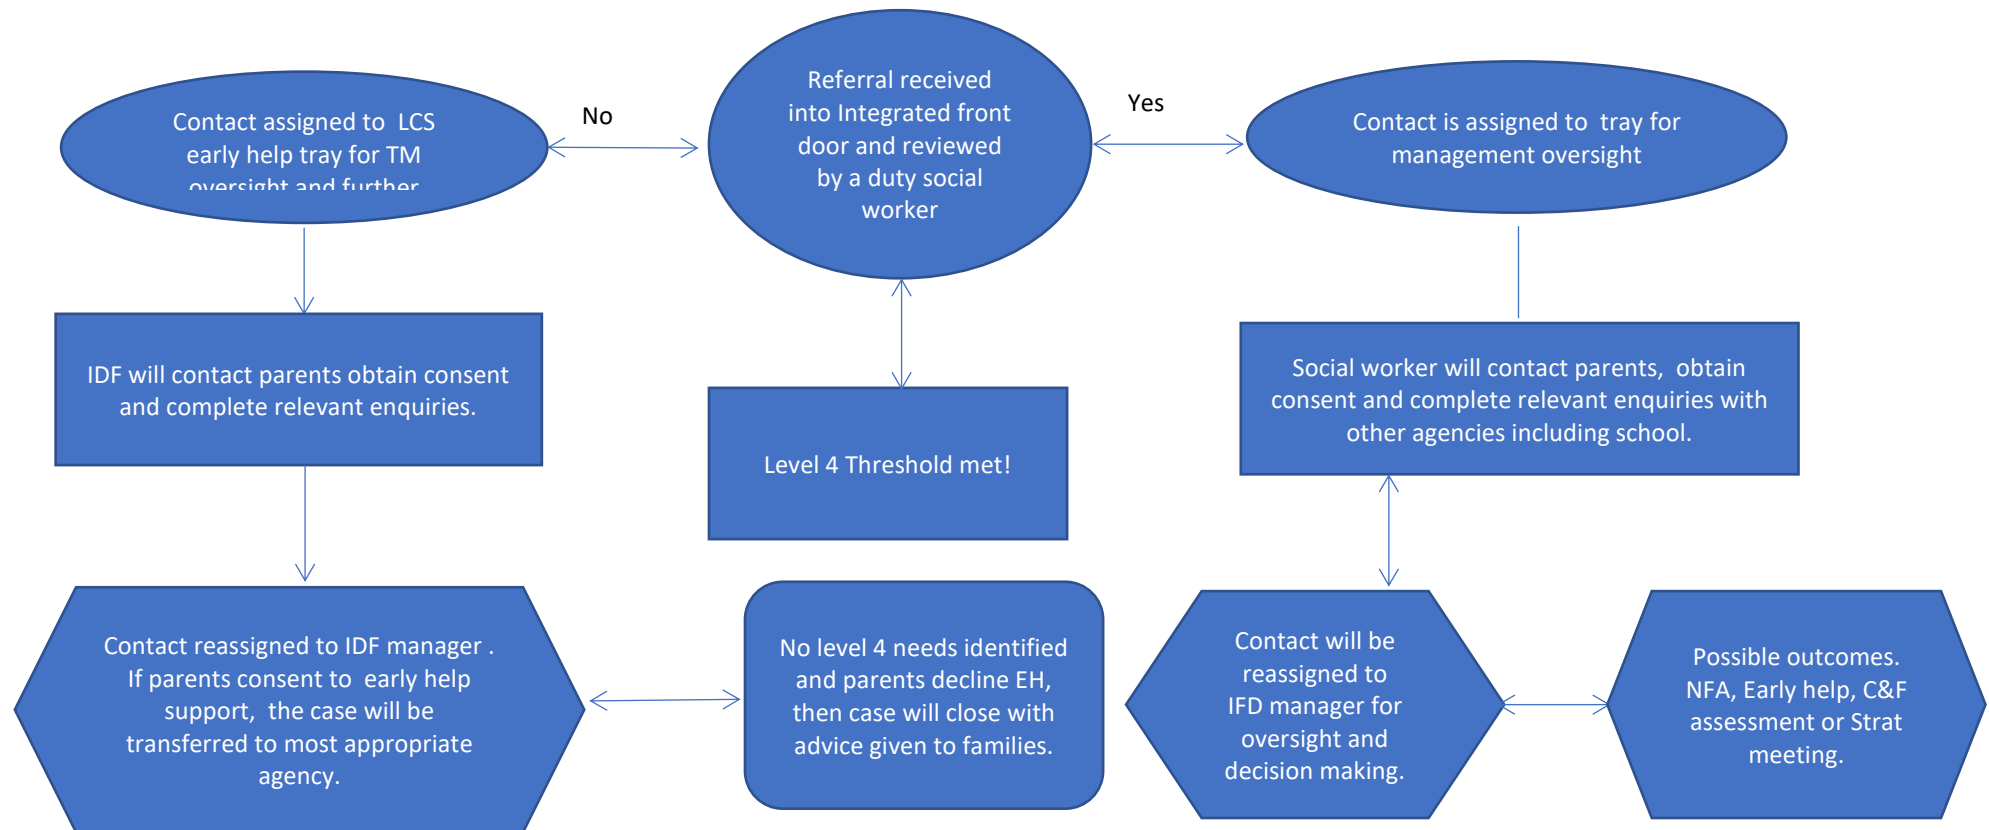 Contact assigned to  LCS
early help tray for TM
oversight and further
No
Referral received
into Integrated front
door and reviewed
by a duty social
worker
Yes
Contact is assigned to  tray for
management oversight
IDF will contact parents obtain consent
and complete relevant enquiries.
Level 4 Threshold met!
Social worker will contact parents,  obtain
consent and complete relevant enquiries with
other agencies including school.
Contact reassigned to IDF manager .
If parents consent to  early help
support,  the case will be
transferred to most appropriate
agency.
No level 4 needs identified
and parents decline EH,
then case will close with
advice given to families.
Contact will be
reassigned to
IFD manager for
oversight and
decision making.
Possible outcomes.
NFA, Early help, C&F
assessment or Strat
meeting.